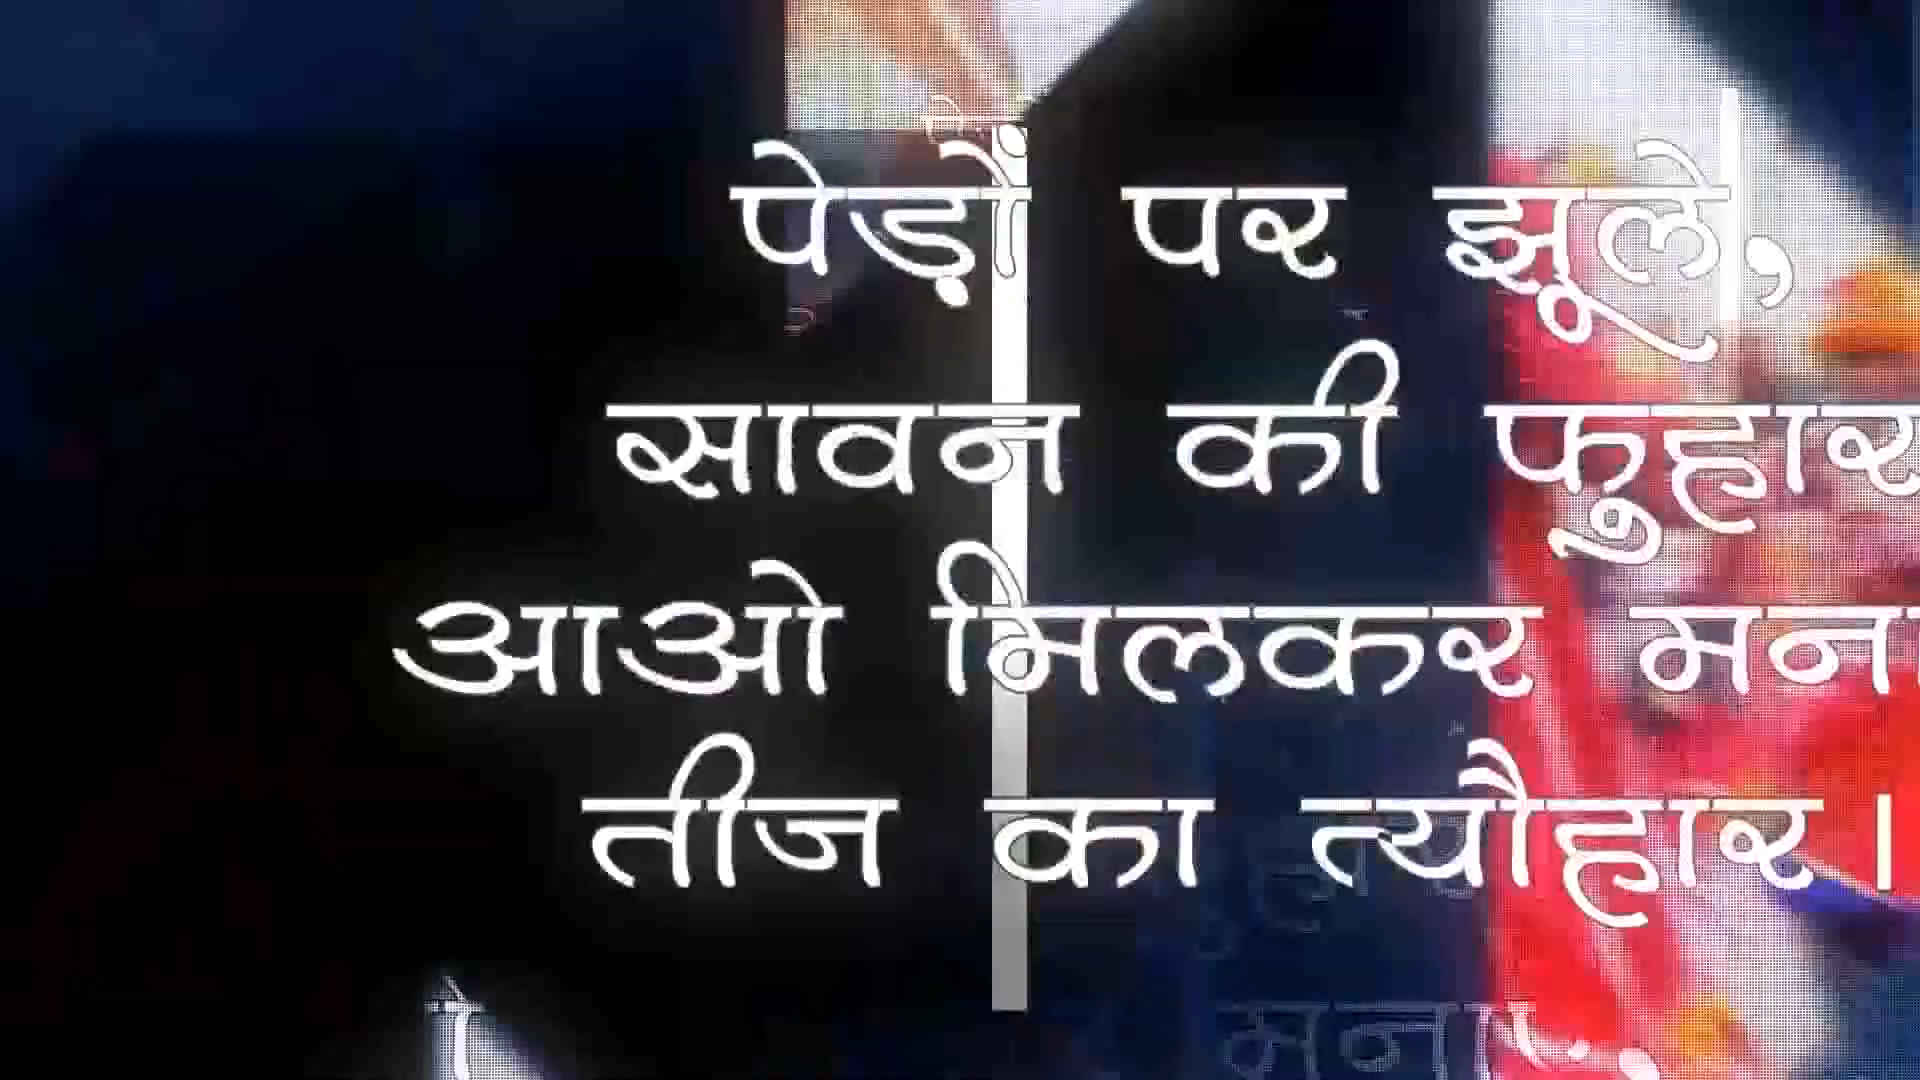 पेड़ों पर झूले,
सावन की फुहार
आओ मिलकर मना
तीज का त्यौहार।